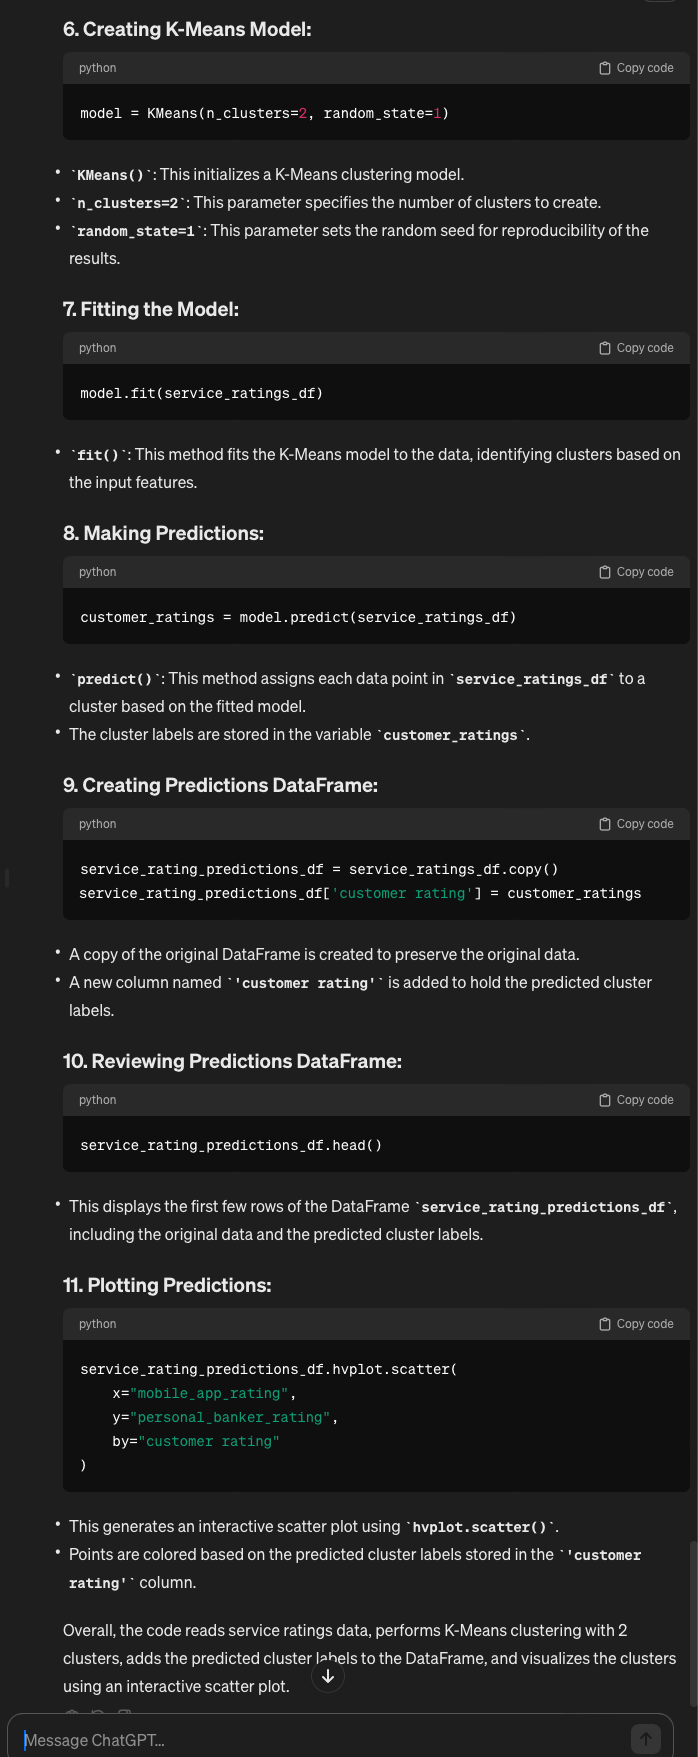 6. Creating K-Means Model:
python Copy code
model = KMeans(n_clusters=2, random_state=1)
• `KMeans()`: This initializes a K-Means clustering model.
• `n_clusters=2`: This parameter specifies the number of clusters to create.
• `random_state=1`: This parameter sets the random seed for reproducibility of the
results.
7. Fitting the Model:
python Copy code
model.fit(service_ratings_df)
• `fit()`: This method fits the K-Means model to the data, identifying clusters based on
the input features.
8. Making Predictions:
python Copy code
customer_ratings = model.predict(service_ratings_df)
• `predict()`: This method assigns each data point in `service_ratings_df` to a
cluster based on the fitted model.
• The cluster labels are stored in the variable `customer_ratings`.
9. Creating Predictions DataFrame:
python Copy code
service_rating_predictions_df = service_ratings_df.copy()
service_rating_predictions_df['customer rating'] = customer_ratings
• A copy of the original DataFrame is created to preserve the original data.
• A new column named `'customer rating'` is added to hold the predicted cluster
labels.
10. Reviewing Predictions DataFrame:
python Copy code
service_rating_predictions_df.head()
• This displays the first few rows of the DataFrame `service_rating_predictions_df`,
including the original data and the predicted cluster labels.
11. Plotting Predictions:
python Copy code
service_rating_predictions_df.hvplot.scatter(
x="mobile_app_rating",
y="personal_banker_rating",
by="customer rating"
)
• This generates an interactive scatter plot using `hvplot.scatter()`.
• Points are colored based on the predicted cluster labels stored in the `'customer
rating'` column.
Overall, the code reads service ratings data, performs K-Means clustering with 2
clusters, adds the predicted cluster labels to the DataFrame, and visualizes the clusters
using an interactive scatter plot.
Message ChatGPT...